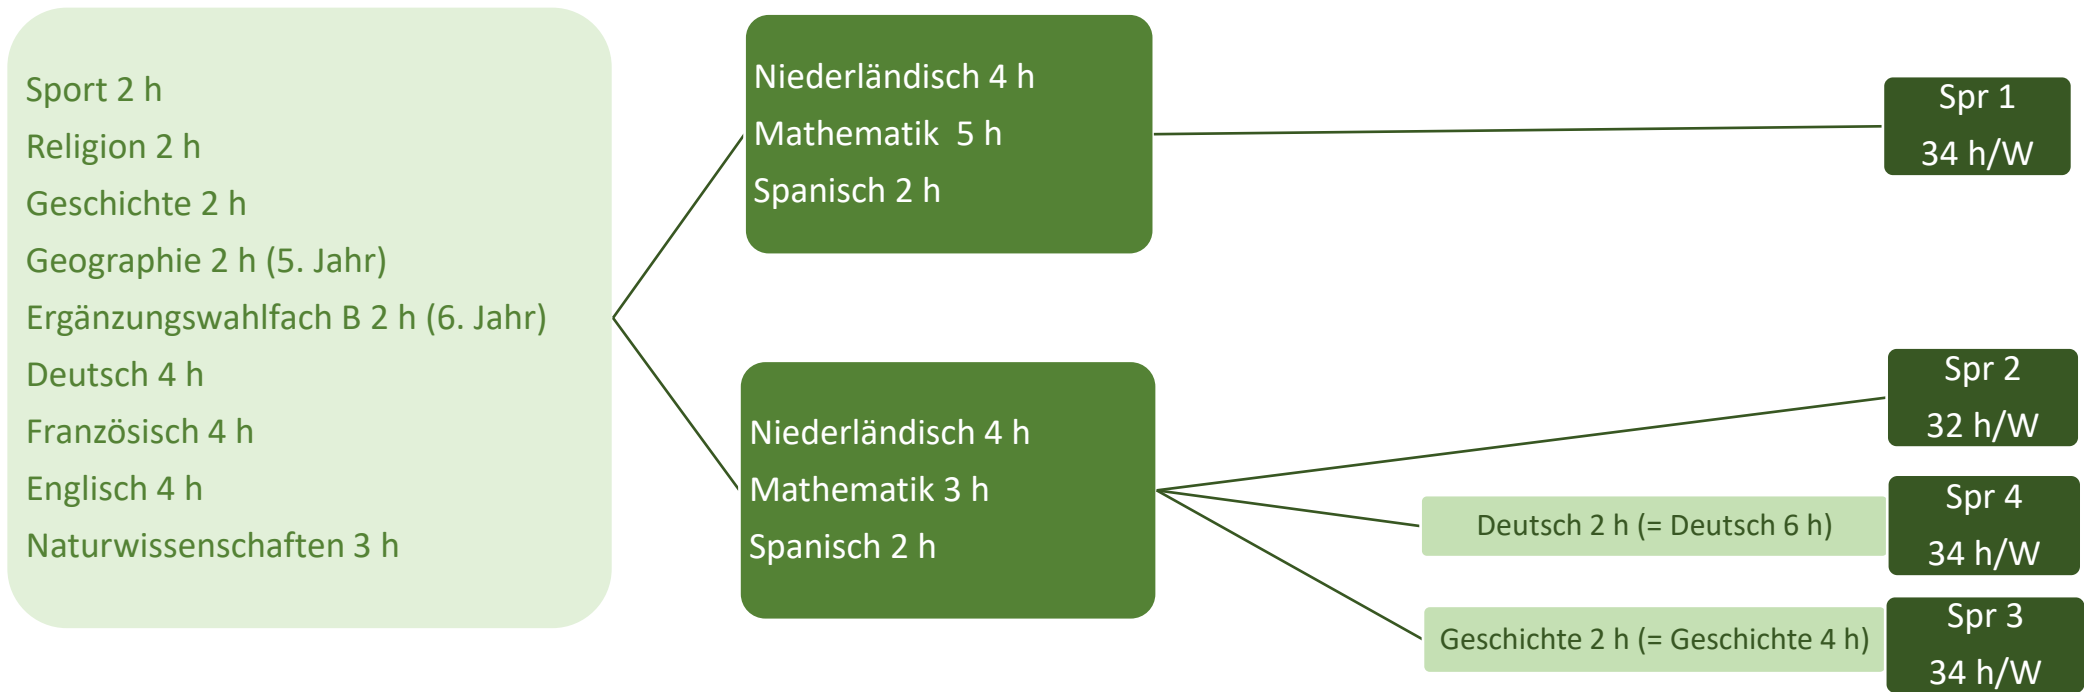 Sport 2 h
Religion 2 h
Geschichte 2 h
Geographie 2 h (5. Jahr)
Ergänzungswahlfach B 2 h (6. Jahr)
Deutsch 4 h
Französisch 4 h
Englisch 4 h
Naturwissenschaften 3 h
Niederländisch 4 h
Mathematik  5 h
Spanisch 2 h
Spr 1
34 h/W
Niederländisch 4 h
Mathematik 3 h
Spanisch 2 h
Spr 2
32 h/W
Deutsch 2 h (= Deutsch 6 h)
Spr 4
34 h/W
Geschichte 2 h (= Geschichte 4 h)
Spr 3
34 h/W